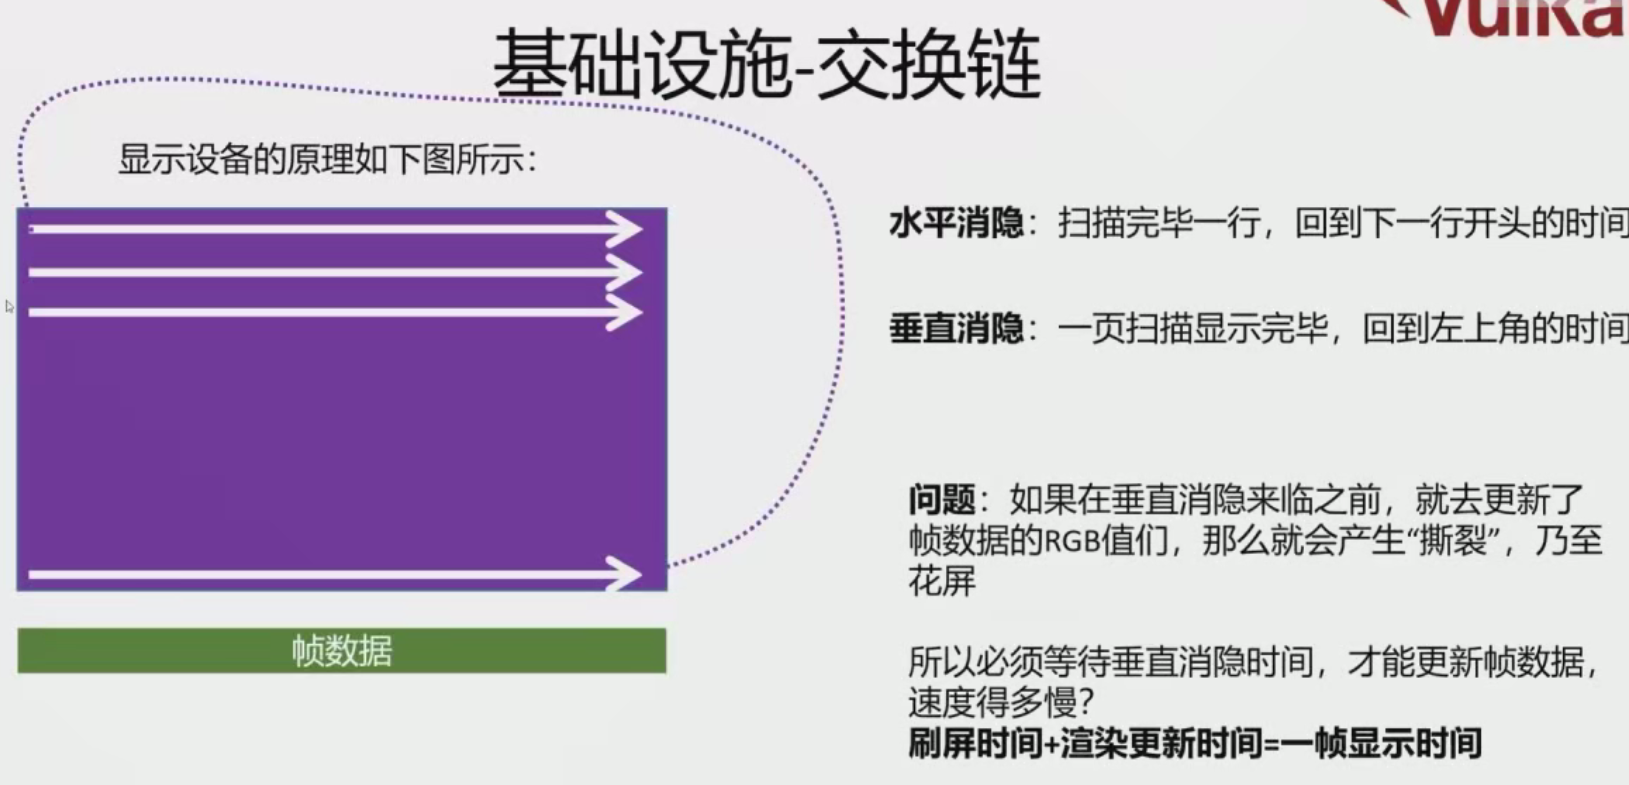 基础设施-交换链
显示设备的原理如下图所示：
水平消隐：扫描完毕一行，回到下一行开头的时间
垂直消隐：一页扫描显示完毕，回到左上角的时间
问题：如果在垂直消隐来临之前，就去更新了
帧数据的RGB值们，那么就会产生“撕裂”，乃至
花屏
帧数据
所以必须等待垂直消隐时间，才能更新帧数据，
速度得多慢？
刷屏时间+渲染更新时间=一帧显示时间